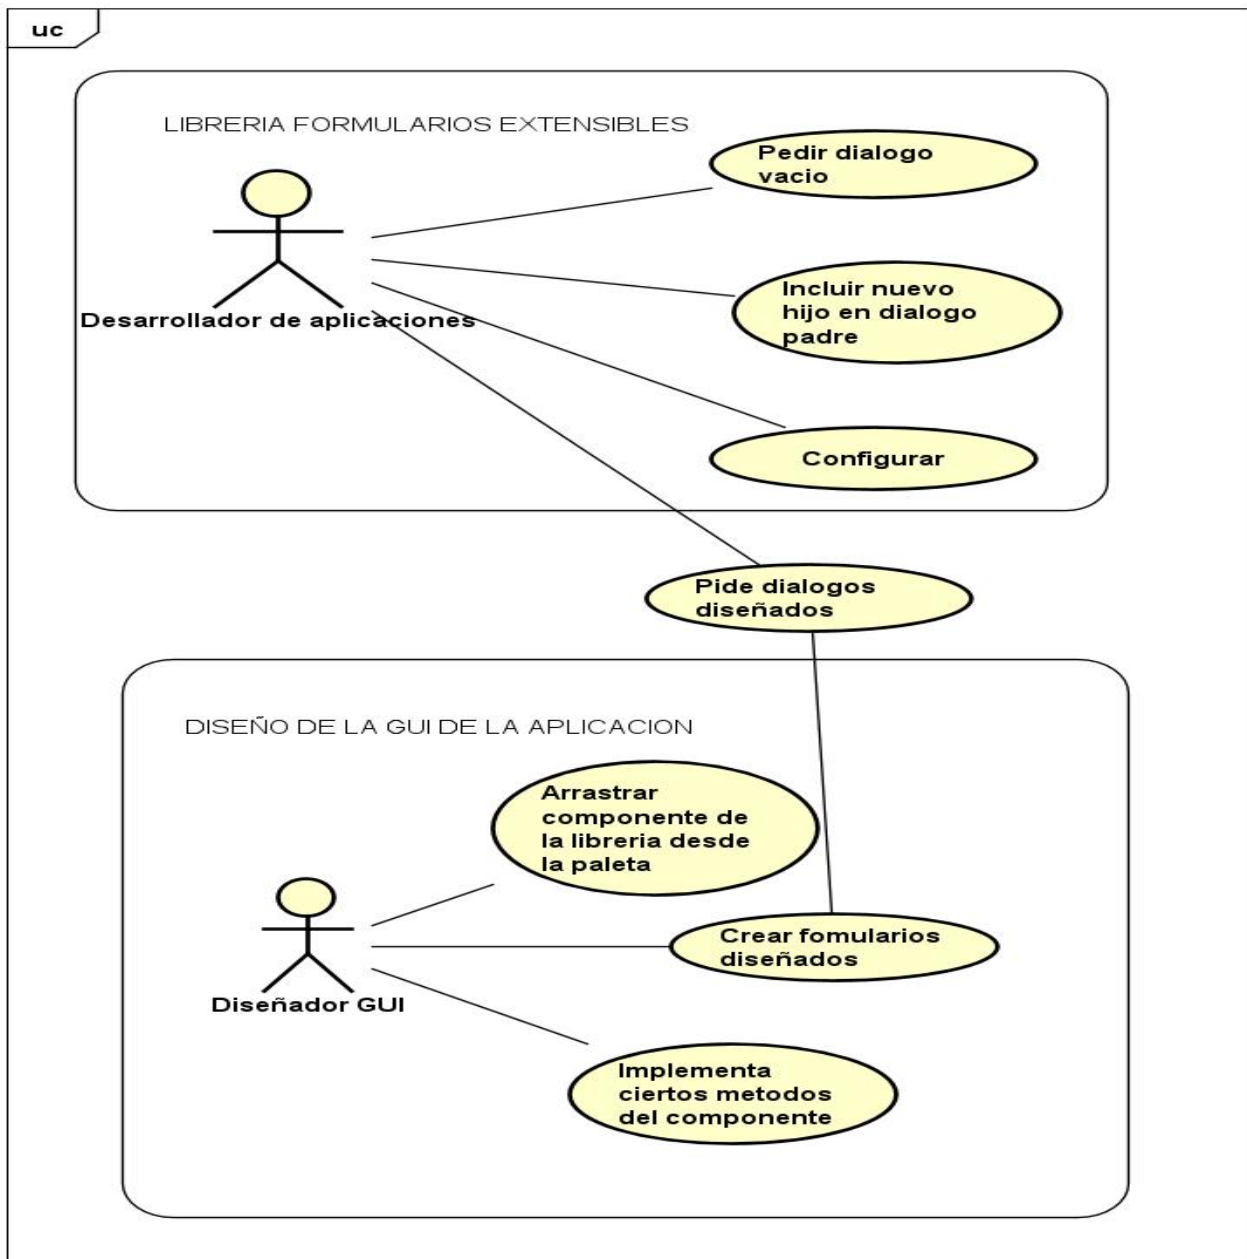 uc
LIBRERIA FORMULARIOS EXTENSIBLES
Pedir dialogo
vacio
Incluir nuevo
hijo en dialogo
padre
Desarrollador de aplicaciones
Configurar
Pide dialogos
diseñados
DISEÑO DE LA GUI DE LA APLICACION
Arrastrar
componente de
la libreria desde
la paleta
Crear fomularios
diseñados
Diseñador GUI
Implementa
ciertos metodos
del componente